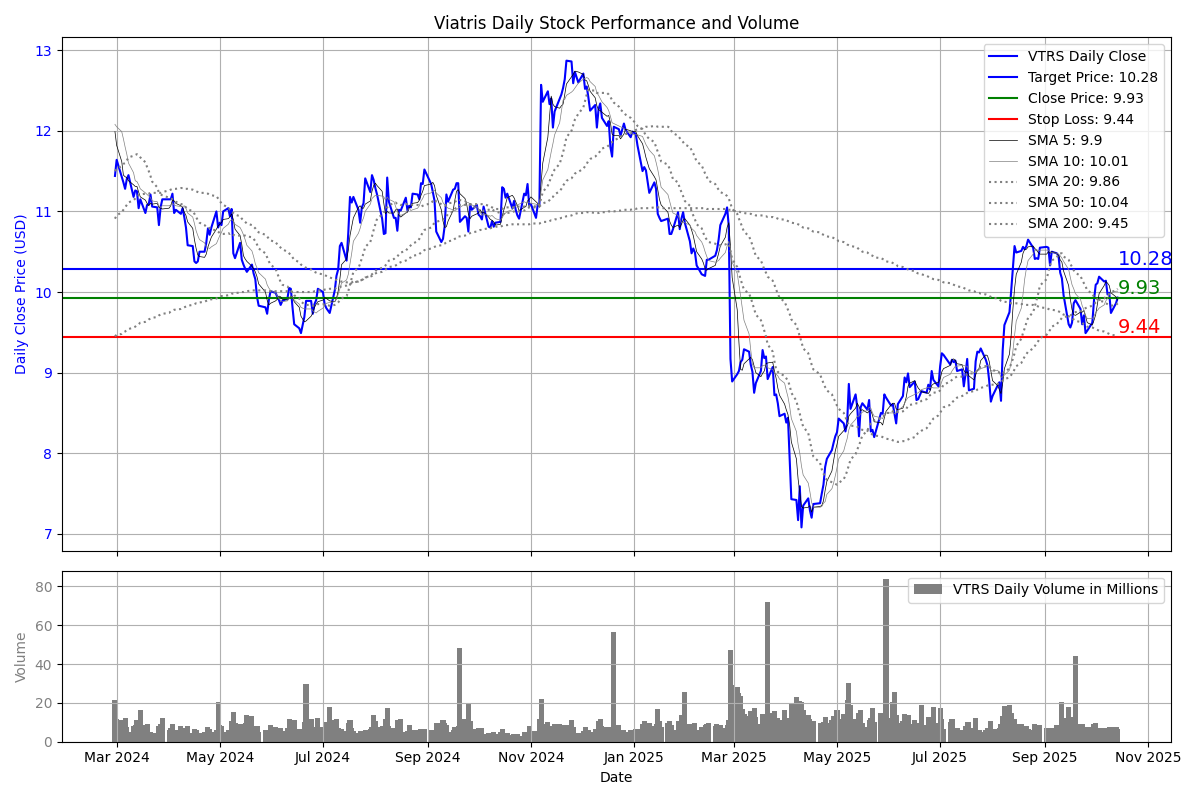 Viatris Daily Stock Performance and Volume
Daily Close Price (USD)
13
12
11
10
9
8
7
VTRS Daily Close
Target Price: 10.28
Close Price: 9.93
Stop Loss: 9.44
SMA 5: 9.9
SMA 10: 10.01
SMA 20: 9.86
SMA 50: 10.04
SMA 200: 9.45
10.28
9.93
9.44
Volume
80
60
40
20
0
VTRS Daily Volume in Millions
Mar 2024 May 2024 Jul 2024 Sep 2024 Nov 2024 Jan 2025 Mar 2025 May 2025 Jul 2025 Sep 2025 Nov 2025
Date